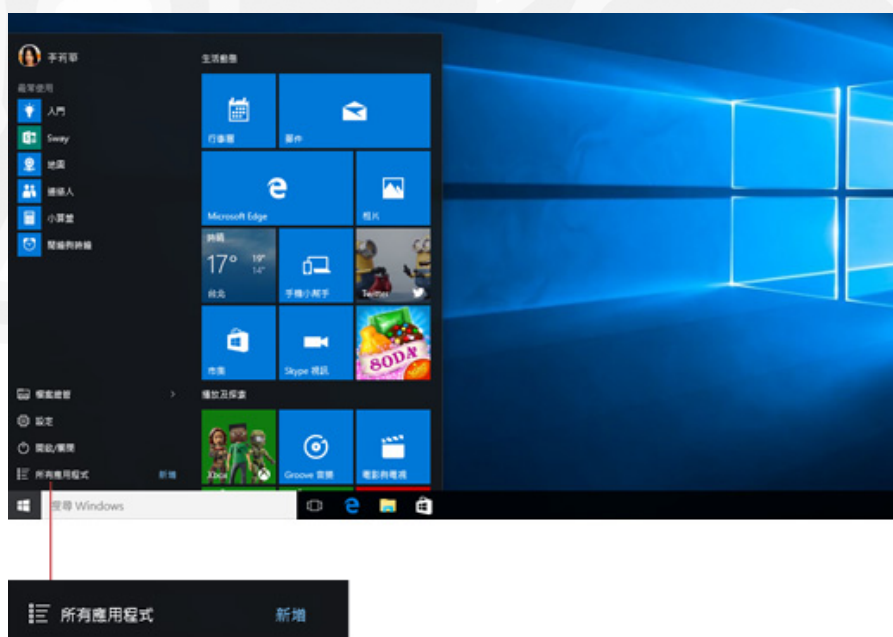 李莉華
最常使用
入門
Sway
地圖
連絡人
小算盤
鬧鐘與時鐘
檔案總管
設定
開啟/關閉
所有應用程式
新增
生活動態
行事曆
郵件
Microsoft Edge
相片
時晴
17°
19°
14°
台北
手機小幫手
Twitter
市集
Skype 視訊
SODA
播放及探索
Xbox
Groove 音樂
電影與電視
搜尋 Windows
所有應用程式
新增